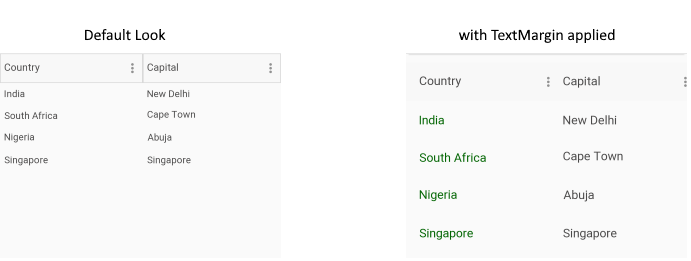 Default Look
Country Capital
India New Delhi
South Africa Cape Town
Nigeria Abuja
Singapore Singapore
with TextMargin applied
Country Capital
India New Delhi
South Africa Cape Town
Nigeria Abuja
Singapore Singapore